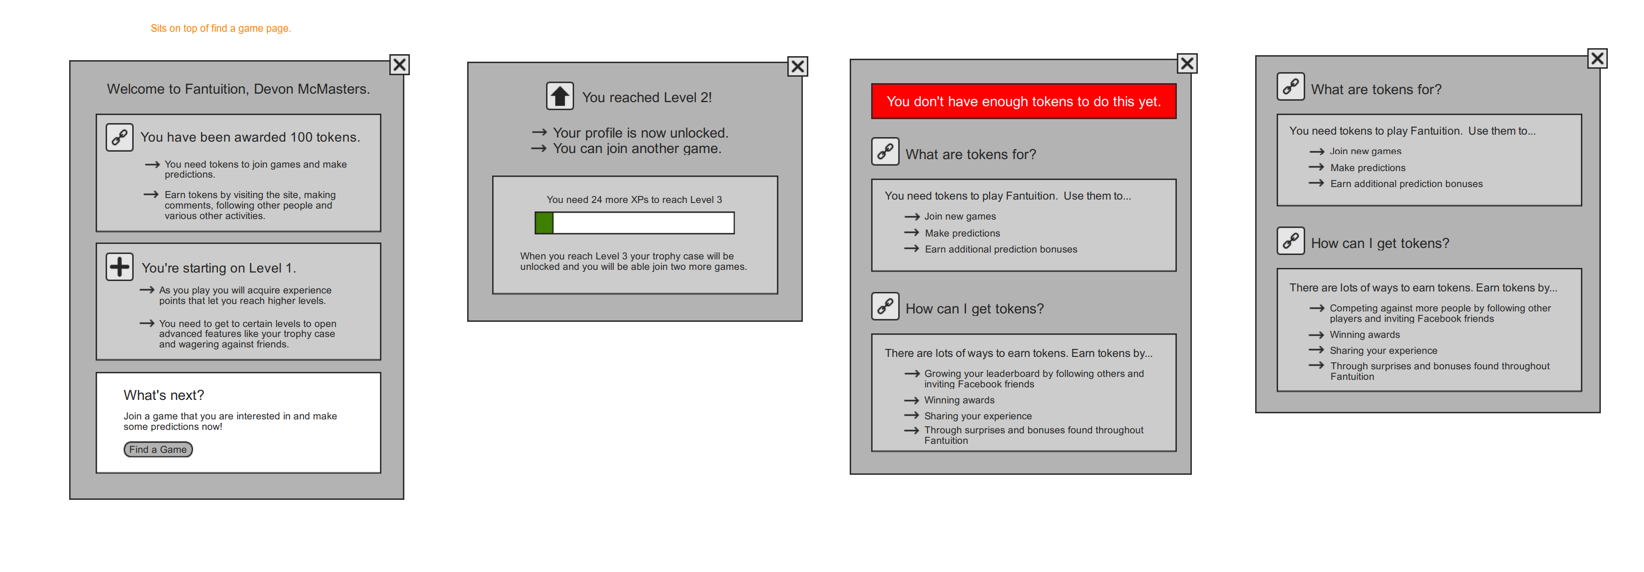 Sits on top of find a game page.
Welcome to Fantuition, Devon McMasters.
You have been awarded 100 tokens.
You need tokens to join games and make
predictions.
Earn tokens by visiting the site, making
comments, following other people and
various other activities.
You're starting on Level 1.
As you play you will acquire experience
points that let you reach higher levels.
You need to get to certain levels to open
advanced features like your trophy case
and wagering against friends.
What's next?
Join a game that you are interested in and make
some predictions now!
Find a Game
You reached Level 2!
Your profile is now unlocked.
You can join another game.
You need 24 more XPs to reach Level 3
When you reach Level 3 your trophy case will be
unlocked and you will be able join two more games.
You don't have enough tokens to do this yet.
What are tokens for?
You need tokens to play Fantuition.  Use them to...
Join new games
Make predictions
Earn additional prediction bonuses
How can I get tokens?
There are lots of ways to earn tokens. Earn tokens by...
Growing your leaderboard by following others and
inviting Facebook friends
Winning awards
Sharing your experience
Through surprises and bonuses found throughout
Fantuition
What are tokens for?
You need tokens to play Fantuition.  Use them to...
Join new games
Make predictions
Earn additional prediction bonuses
How can I get tokens?
There are lots of ways to earn tokens. Earn tokens by...
Competing against more people by following other
players and inviting Facebook friends
Winning awards
Sharing your experience
Through surprises and bonuses found throughout
Fantuition